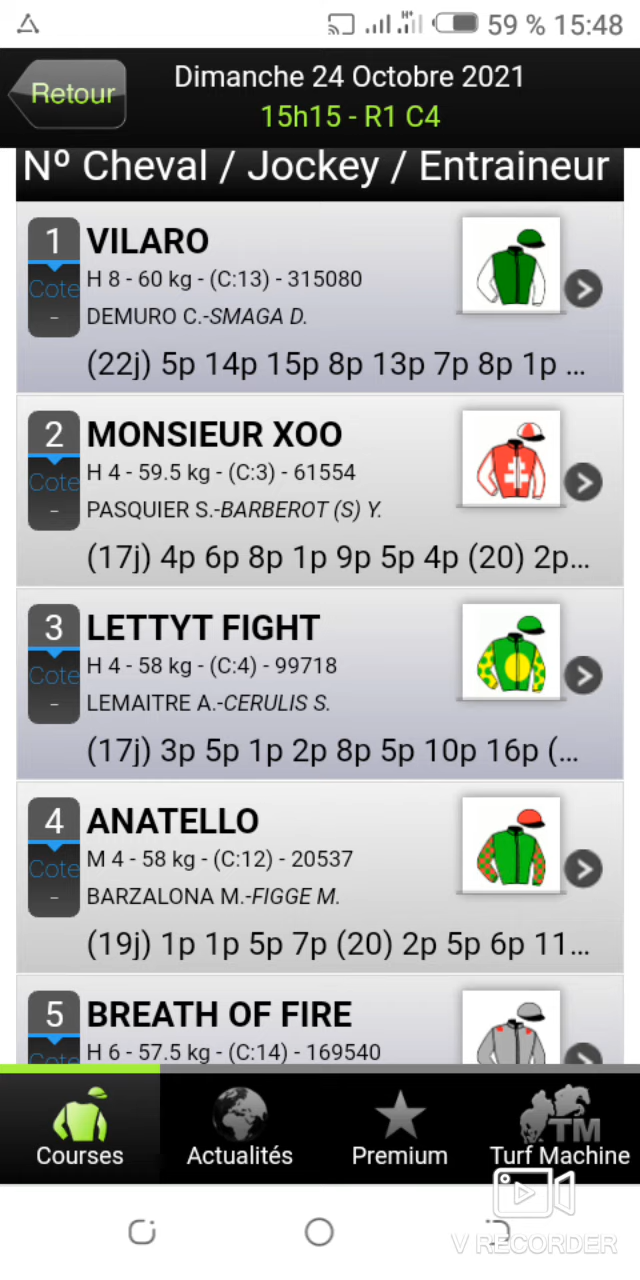 59 % 15:48
Retour
Dimanche 24 Octobre 2021
15h15 - R1 C4
Nº Cheval / Jockey / Entraineur
1 VILARO
Cote
-
H 8 - 60 kg - (C:13) - 315080
DEMURO C.-SMAGA D.
(22j) 5p 14p 15p 8p 13p 7p 8p 1p ...
2 MONSIEUR XOO
Cote
-
H 4 - 59.5 kg - (C:3) - 61554
PASQUIER S.-BARBEROT (S) Y.
(17j) 4p 6p 8p 1p 9p 5p 4p (20) 2p...
3 LETTYT FIGHT
Cote
-
H 4 - 58 kg - (C:4) - 99718
LEMAITRE A.-CERULIS S.
(17j) 3p 5p 1p 2p 8p 5p 10p 16p (...
4 ANATELLO
Cote
-
M 4 - 58 kg - (C:12) - 20537
BARZALONA M.-FIGGE M.
(19j) 1p 1p 5p 7p (20) 2p 5p 6p 11...
5 BREATH OF FIRE
Cote
H 6 - 57.5 kg - (C:14) - 169540
TM
Courses Actualités Premium Turf Machine
V RECORDER